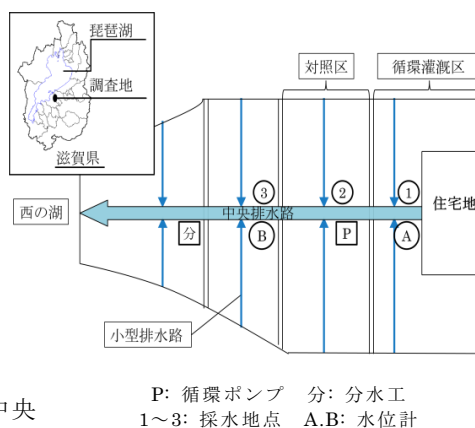 琵琶湖
調査地
滋賀県
対照区
循環灌漑区
西の湖
③
②
①
住宅地
中央排水路
分
B
P
A
小型排水路
中央
P: 循環ポンプ 分: 分水工
1～3: 採水地点 A.B: 水位計